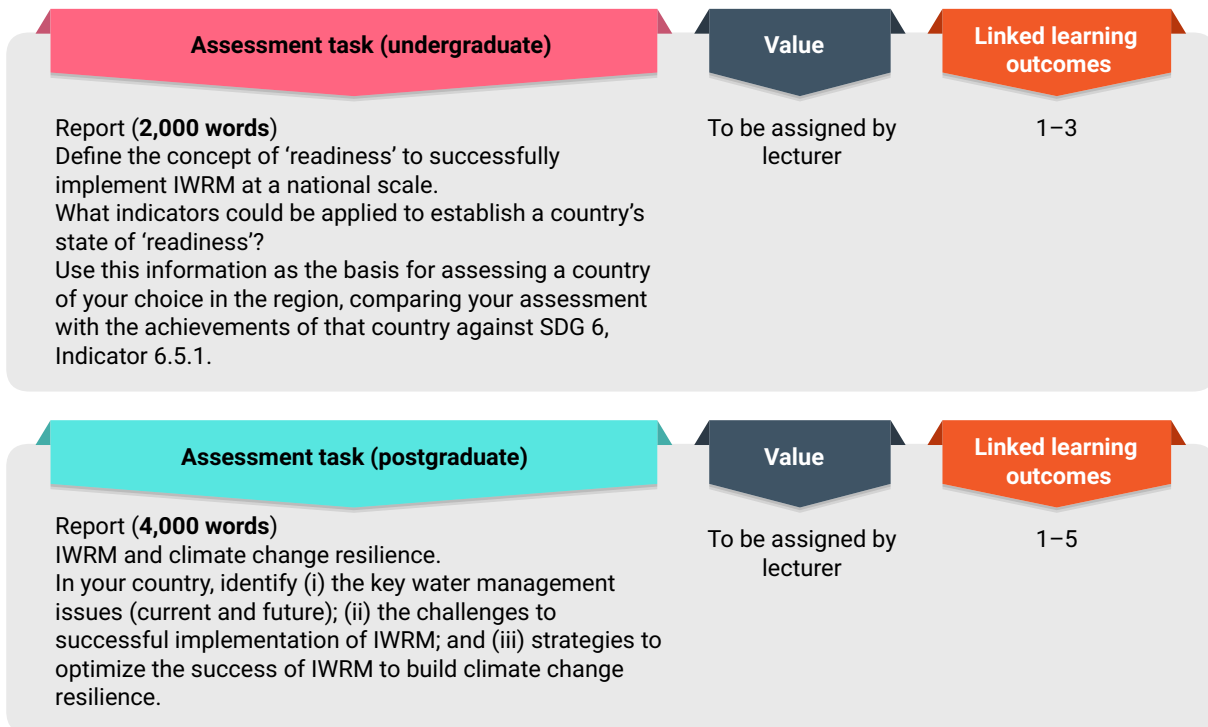 Assessment task (undergraduate)
Value
Linked learning
outcomes
Report (2,000 words)
Define the concept of ‘readiness’ to successfully
implement IWRM at a national scale.
What indicators could be applied to establish a country’s
state of ‘readiness’?
Use this information as the basis for assessing a country
of your choice in the region, comparing your assessment
with the achievements of that country against SDG 6,
Indicator 6.5.1.
To be assigned by
lecturer
1–3
Assessment task (postgraduate)
Value
Linked learning
outcomes
Report (4,000 words)
IWRM and climate change resilience.
In your country, identify (i) the key water management
issues (current and future); (ii) the challenges to
successful implementation of IWRM; and (iii) strategies to
optimize the success of IWRM to build climate change
resilience.
To be assigned by
lecturer
1–5